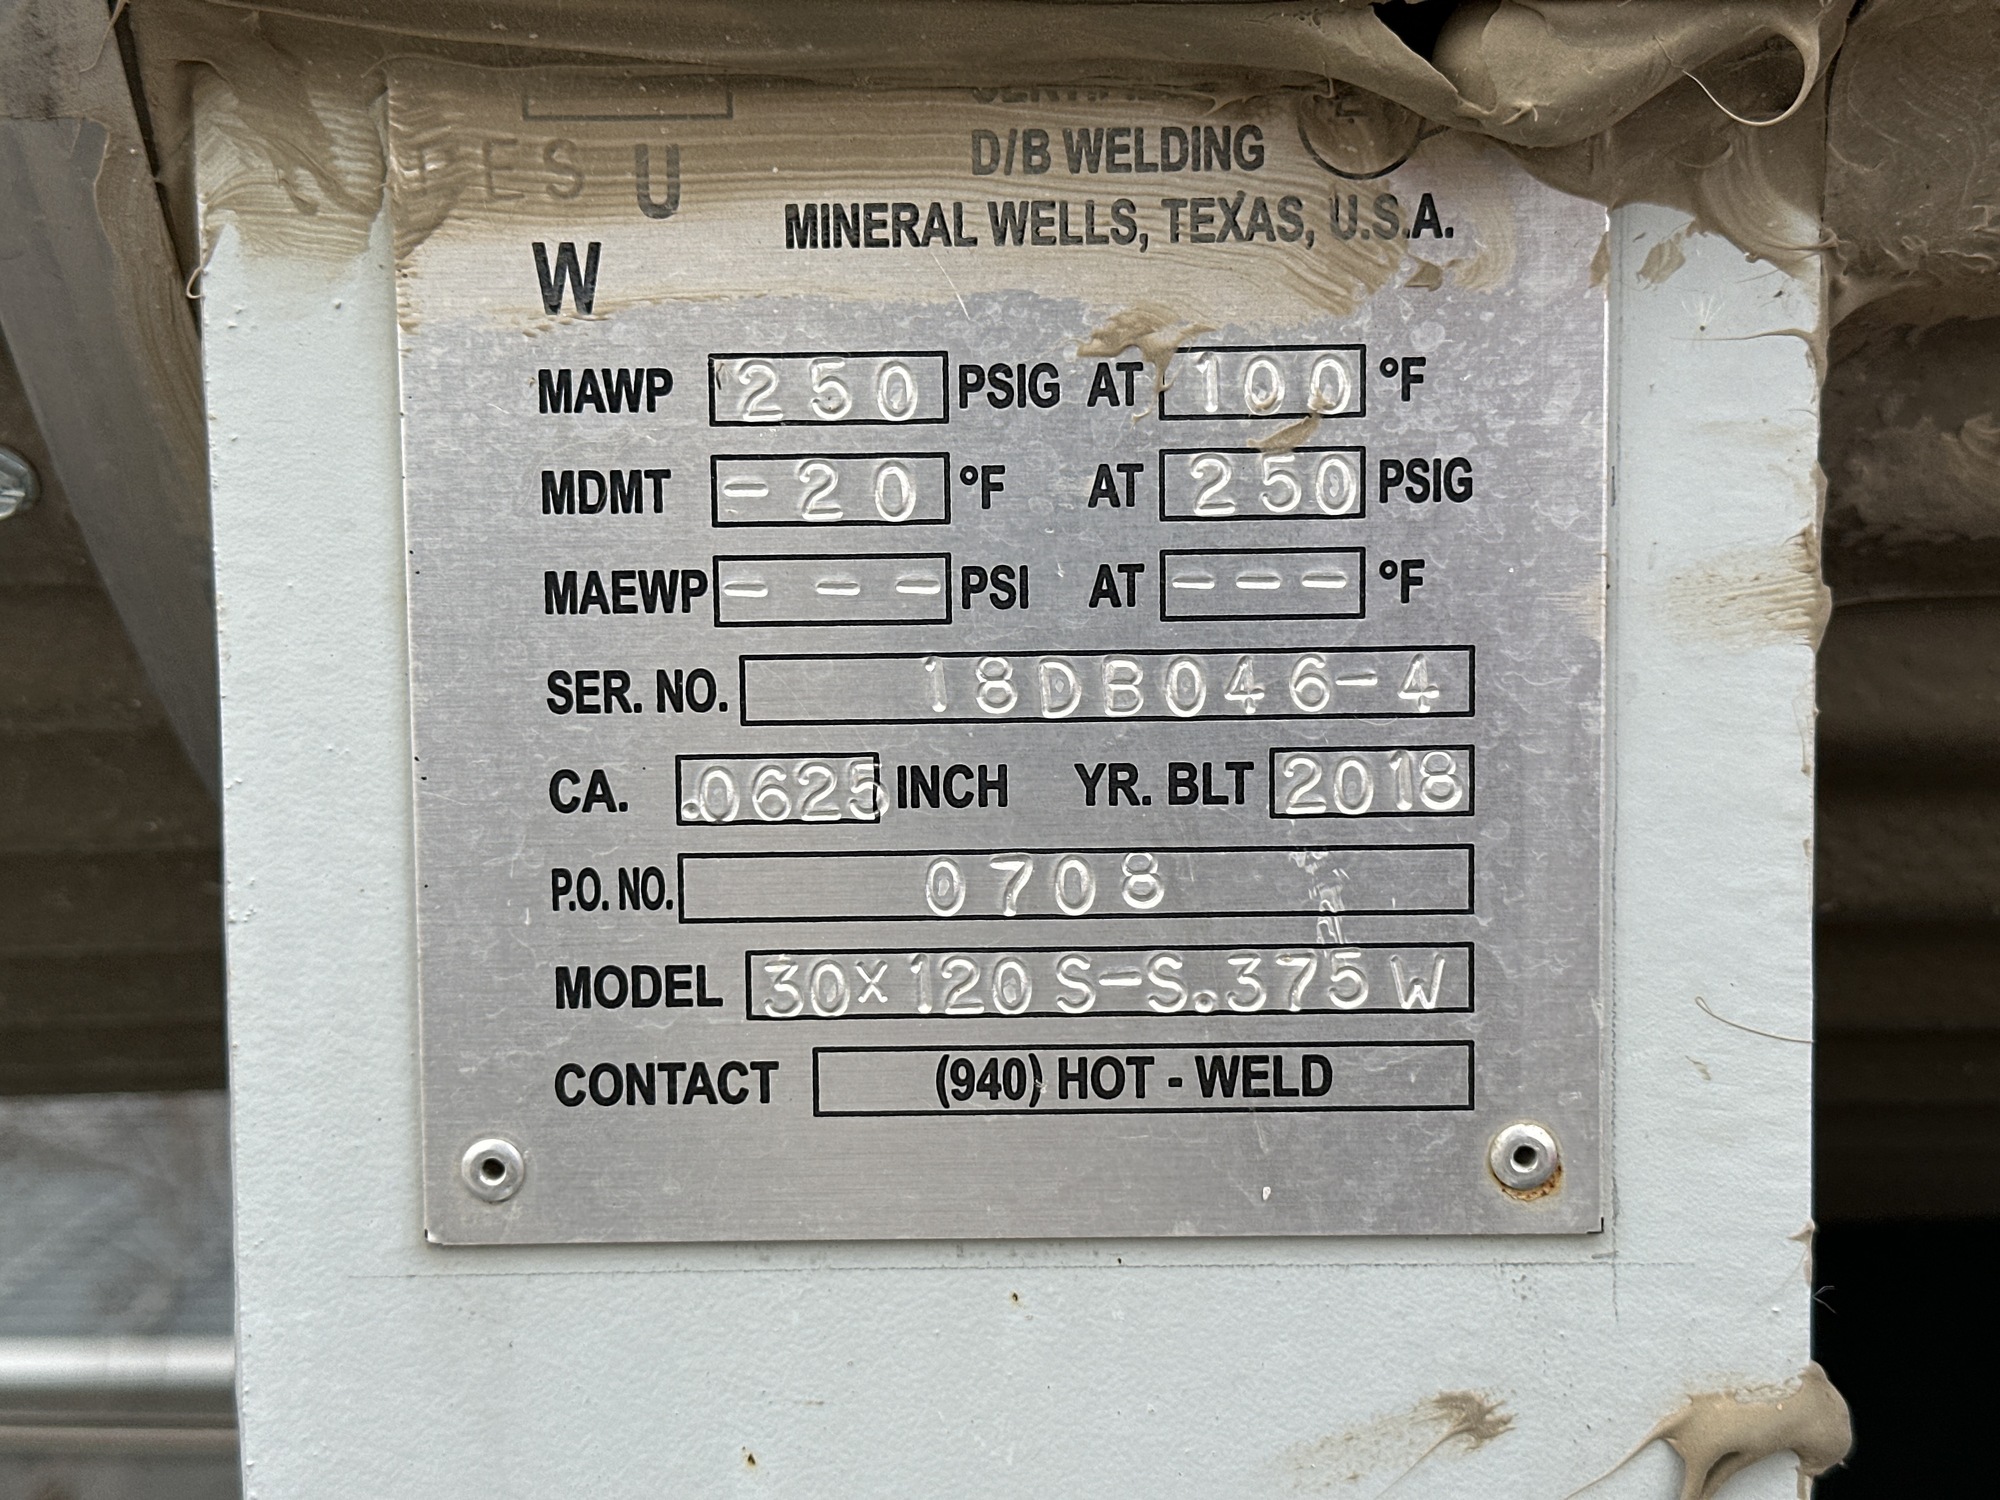 D/B WELDING
U
MINERAL WELLS, TEXAS, U.S.A.
W
MAWP 250 PSIG AT 100 °F
MDMT -20 °F AT 250 PSIG
MAEWP --- PSI AT --- °F
SER. NO. 18DB046-4
CA. .0625 INCH YR. BLT 2018
P.O. NO. 0708
MODEL 30x120 S-S.375 W
CONTACT (940) HOT - WELD